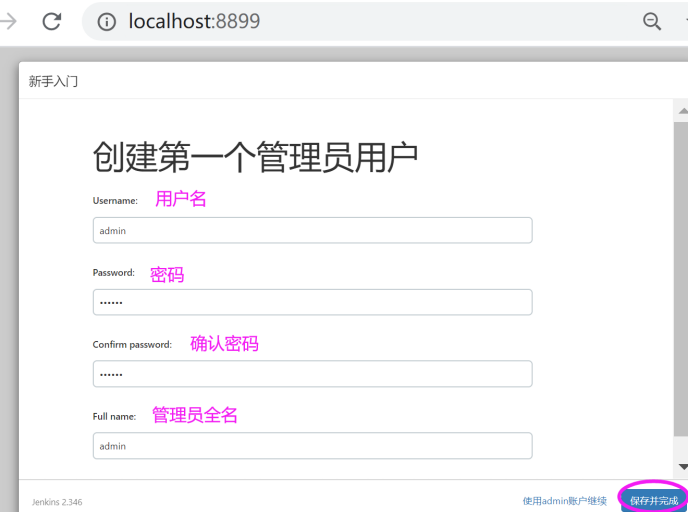 localhost:8899
新手入门
创建第一个管理员用户
Username: 用户名
admin
Password: 密码
••••••
Confirm password: 确认密码
••••••
Full name: 管理员全名
admin
Jenkins 2.346 使用admin账户继续 保存并完成